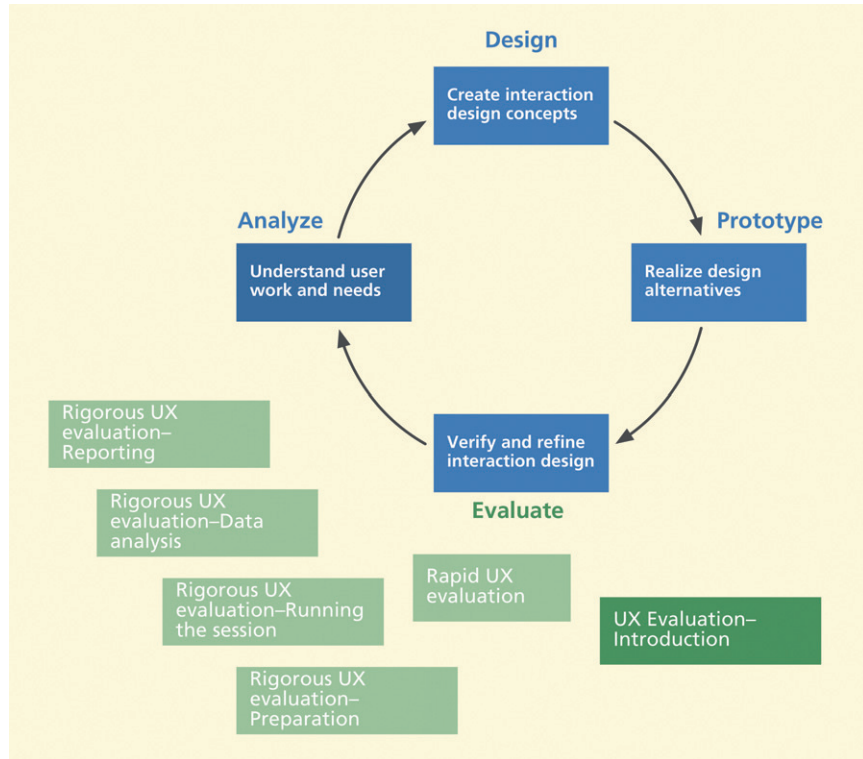 Design
Create interaction
design concepts
Analyze
Prototype
Understand user
work and needs
Realize design
alternatives
Verify and refine
interaction design
Evaluate
Rigorous UX
evaluation–
Reporting
Rigorous UX
evaluation–Data
analysis
Rigorous UX
evaluation–Running
the session
Rigorous UX
evaluation–
Preparation
Rapid UX
evaluation
UX Evaluation–
Introduction